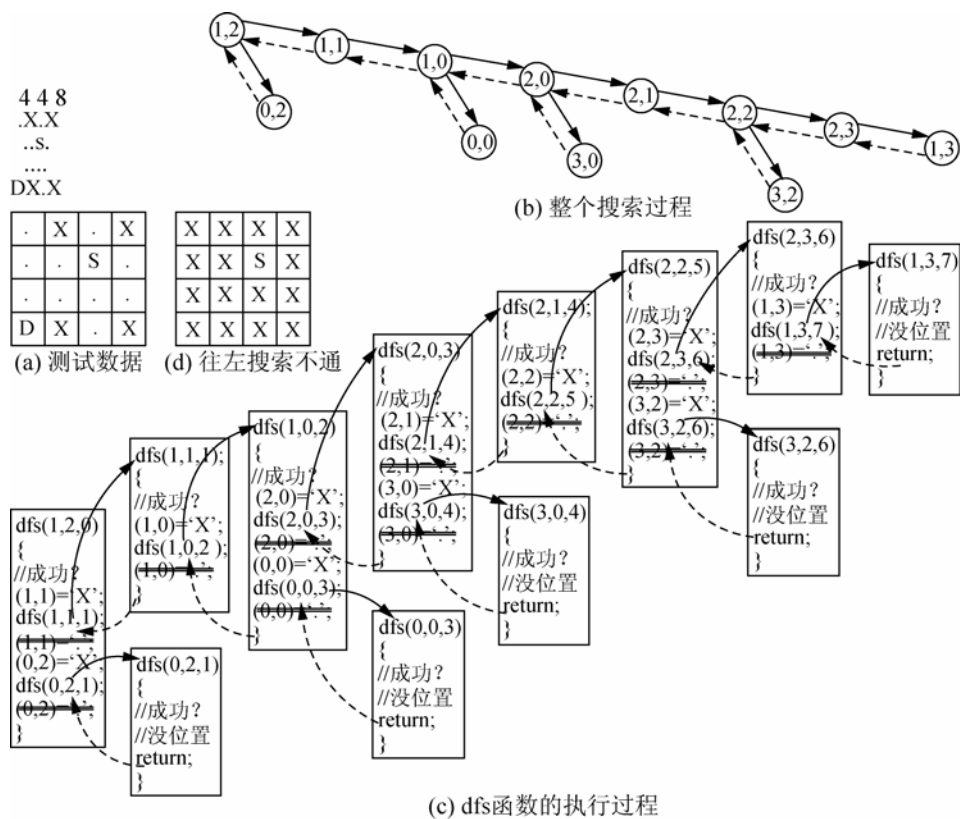 4 4 8
.X.X
..s.
....
DX.X
1,2
1,1
1,0
2,0
2,1
2,2
2,3
1,3
0,2
0,0
3,0
3,2
(b) 整个搜索过程
. X . X
. . S .
. . . .
D X . X
(a) 测试数据
X X X X
X X S X
X X X X
X X X X
(d) 往左搜索不通
dfs(1,2,0)
{
//成功?
(1,1)=‘X’;
dfs(1,1,1);
(1,1)=‘.’;
(0,2)=‘X’;
dfs(0,2,1);
(0,2)=‘.’;
}
dfs(1,1,1);
{
//成功?
(1,0)=‘X’;
dfs(1,0,2 );
(1,0)=‘.’;
}
dfs(0,2,1)
{
//成功?
//没位置
return;
}
dfs(1,0,2)
{
//成功?
(2,0)=‘X’;
dfs(2,0,3);
(2,0)=‘.’;
(0,0)=‘X’;
dfs(0,0,3);
(0,0)=‘.’;
}
dfs(2,0,3)
{
//成功?
(2,1)=‘X’;
dfs(2,1,4);
(2,1)=‘.’;
(3,0)=‘X’;
dfs(3,0,4);
(3,0)=‘.’;
}
dfs(0,0,3)
{
//成功?
//没位置
return;
}
dfs(2,1,4);
{
//成功?
(2,2)=‘X’;
dfs(2,2,5 );
(2,2)=‘.’;
}
dfs(3,0,4)
{
//成功?
//没位置
return;
}
dfs(2,2,5)
{
//成功?
(2,3)=‘X’;
dfs(2,3,6);
(2,3)=‘.’;
(3,2)=‘X’;
dfs(3,2,6);
(3,2)=‘.’;
}
dfs(2,3,6)
{
//成功?
(1,3)=‘X’;
dfs(1,3,7);
(1,3)=‘.’;
}
dfs(3,2,6)
{
//成功?
//没位置
return;
}
dfs(1,3,7)
{
//成功?
//没位置
return;
}
(c) dfs函数的执行过程